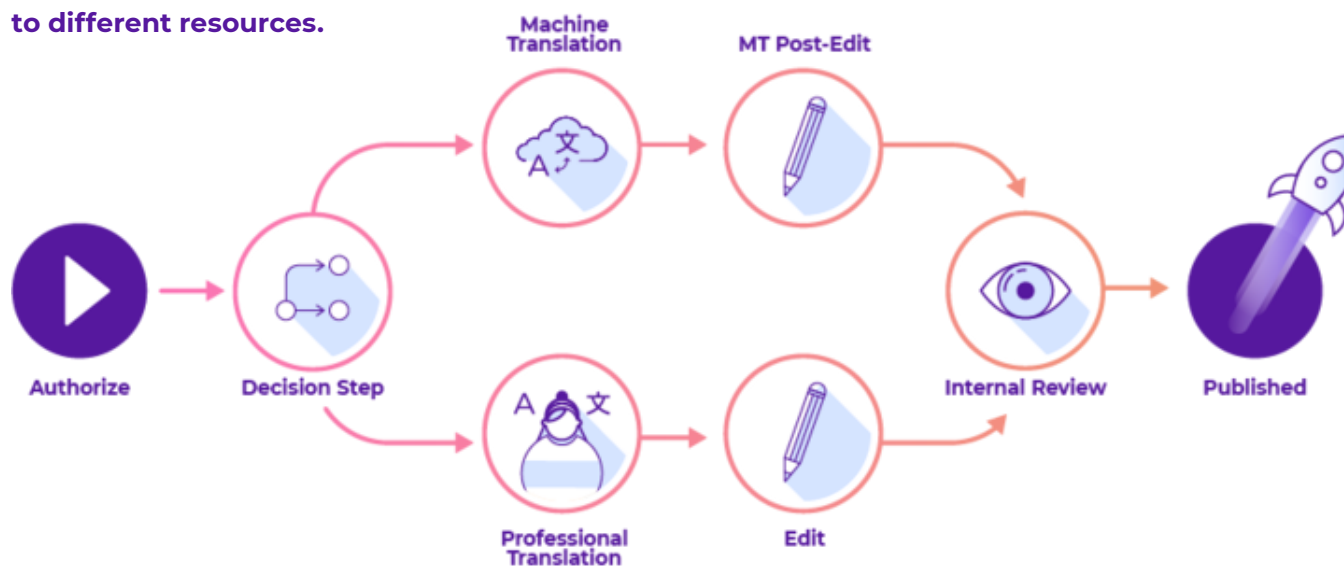 to different resources.
Machine
Translation
MT Post-Edit
A 文
Authorize
Decision Step
Internal Review
Published
A 文
Professional
Translation
Edit